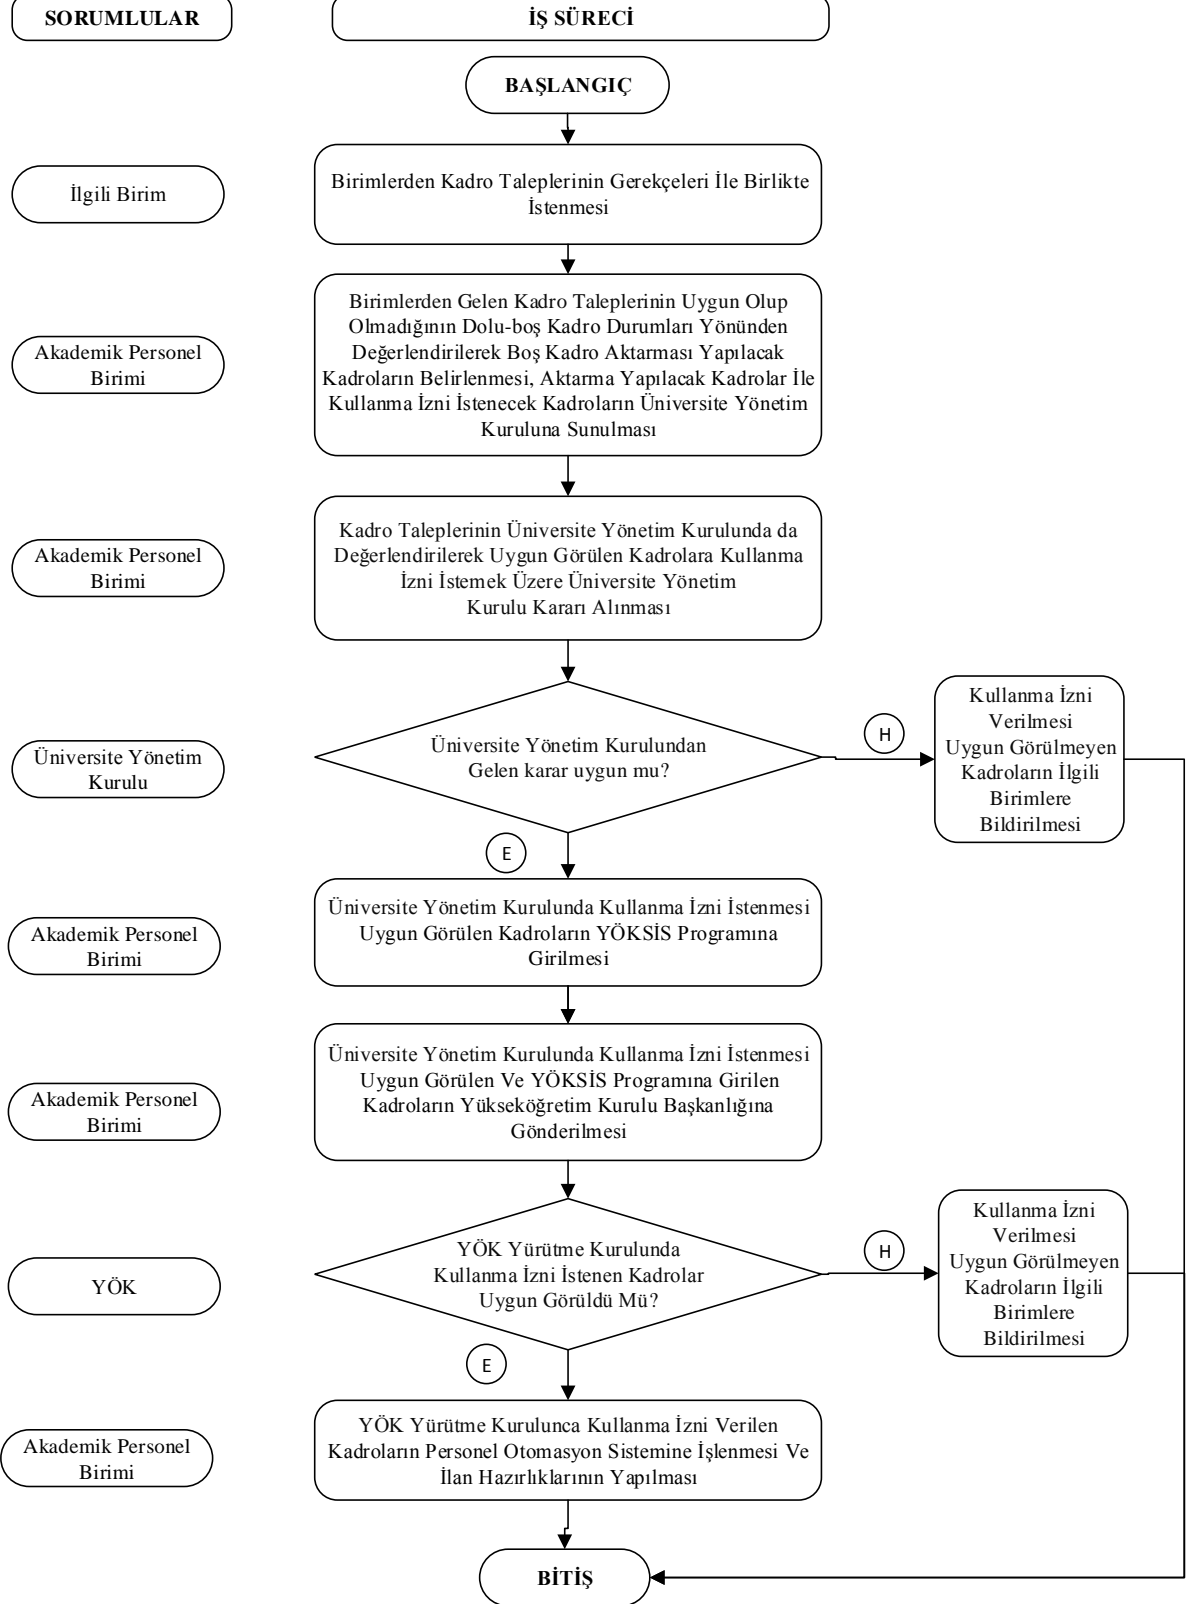 SORUMLULAR
İŞ SÜRECİ
BAŞLANGIÇ
İlgili Birim
Birimlerden Kadro Taleplerinin Gerekçeleri İle Birlikte
İstenmesi
Akademik Personel
Birimi
Birimlerden Gelen Kadro Taleplerinin Uygun Olup
Olmadığının Dolu-boş Kadro Durumları Yönünden
Değerlendirilerek Boş Kadro Aktarması Yapılacak
Kadroların Belirlenmesi, Aktarma Yapılacak Kadrolar İle
Kullanma İzni İstenecek Kadroların Üniversite Yönetim
Kuruluna Sunulması
Akademik Personel
Birimi
Kadro Taleplerinin Üniversite Yönetim Kurulunda da
Değerlendirilerek Uygun Görülen Kadrolara Kullanma
İzni İstemek Üzere Üniversite Yönetim
Kurulu Kararı Alınması
Üniversite Yönetim
Kurulu
Üniversite Yönetim Kurulundan
Gelen karar uygun mu?
H
Kullanma İzni
Verilmesi
Uygun Görülmeyen
Kadroların İlgili
Birimlere
Bildirilmesi
E
Akademik Personel
Birimi
Üniversite Yönetim Kurulunda Kullanma İzni İstenmesi
Uygun Görülen Kadroların YÖKSİS Programına
Girilmesi
Akademik Personel
Birimi
Üniversite Yönetim Kurulunda Kullanma İzni İstenmesi
Uygun Görülen Ve YÖKSİS Programına Girilen
Kadroların Yükseköğretim Kurulu Başkanlığına
Gönderilmesi
YÖK
YÖK Yürütme Kurulunda
Kullanma İzni İstenen Kadrolar
Uygun Görüldü Mü?
H
Kullanma İzni
Verilmesi
Uygun Görülmeyen
Kadroların İlgili
Birimlere
Bildirilmesi
E
Akademik Personel
Birimi
YÖK Yürütme Kurulunca Kullanma İzni Verilen
Kadroların Personel Otomasyon Sistemine İşlenmesi Ve
İlan Hazırlıklarının Yapılması
BİTİŞ